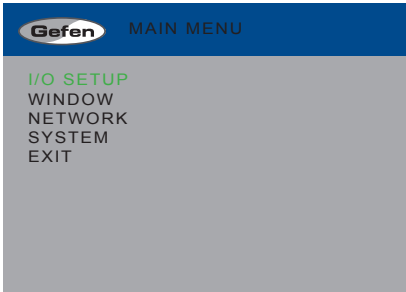 Gefen MAIN MENU
I/O SETUP
WINDOW
NETWORK
SYSTEM
EXIT